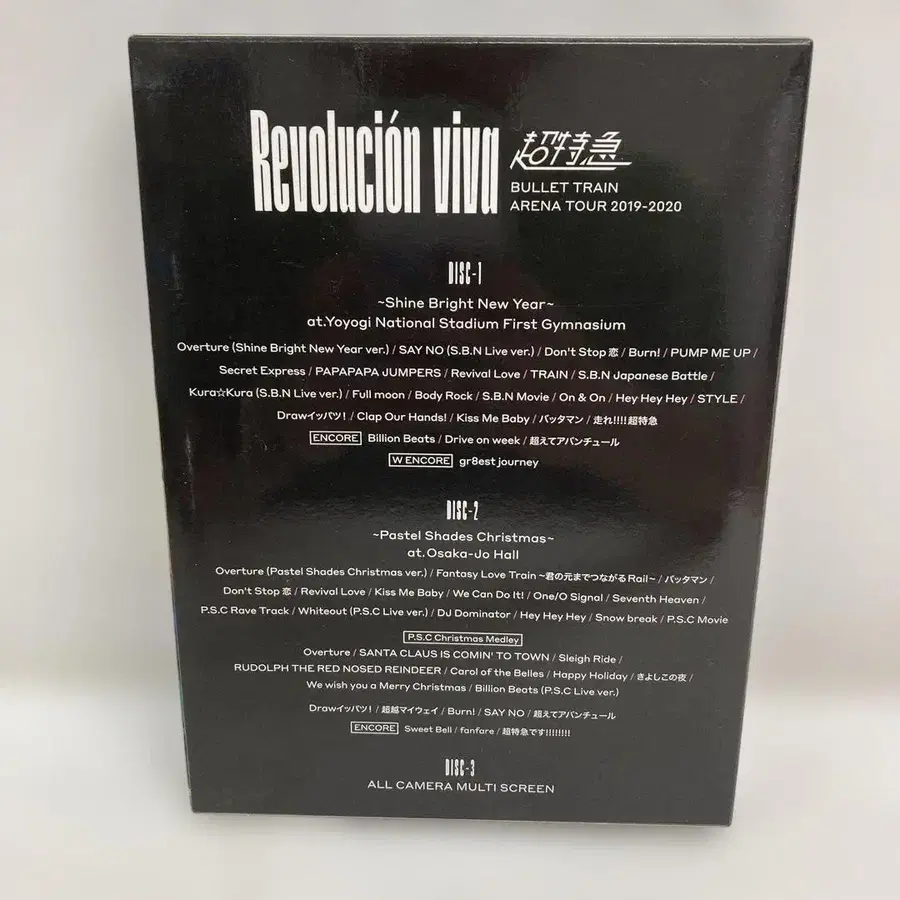 Revolución viva 超特急
BULLET TRAIN
ARENA TOUR 2019-2020
DISC-1
~Shine Bright New Year~
at.Yoyogi National Stadium First Gymnasium
Overture (Shine Bright New Year ver.) / SAY NO (S.B.N Live ver.) / Don't Stop 恋 / Burn! / PUMP ME UP /
Secret Express / PAPAPAPA JUMPERS / Revival Love / TRAIN / S.B.N Japanese Battle /
Kura☆Kura (S.B.N Live ver.) / Full moon / Body Rock / S.B.N Movie / On & On / Hey Hey Hey / STYLE /
Drawイッパツ! / Clap Our Hands! / Kiss Me Baby / バッタマン / 走れ!!!!超特急
ENCORE Billion Beats / Drive on week / 超えてアバンチュール
W ENCORE gr8est journey
DISC-2
~Pastel Shades Christmas~
at.Osaka-Jo Hall
Overture (Pastel Shades Christmas ver.) / Fantasy Love Train ~君の元までつながるRail~ / バッタマン /
Don't Stop 恋 / Revival Love / Kiss Me Baby / We Can Do It! / One/O Signal / Seventh Heaven /
P.S.C Rave Track / Whiteout (P.S.C Live ver.) / DJ Dominator / Hey Hey Hey / Snow break / P.S.C Movie
P.S.C Christmas Medley
Overture / SANTA CLAUS IS COMIN' TO TOWN / Sleigh Ride /
RUDOLPH THE RED NOSED REINDEER / Carol of the Belles / Happy Holiday / きよしこの夜 /
We wish you a Merry Christmas / Billion Beats (P.S.C Live ver.)
Drawイッパツ! / 超越マイウェイ / Burn! / SAY NO / 超えてアバンチュール
ENCORE Sweet Bell / fanfare / 超特急です!!!!!!!!
DISC-3
ALL CAMERA MULTI SCREEN